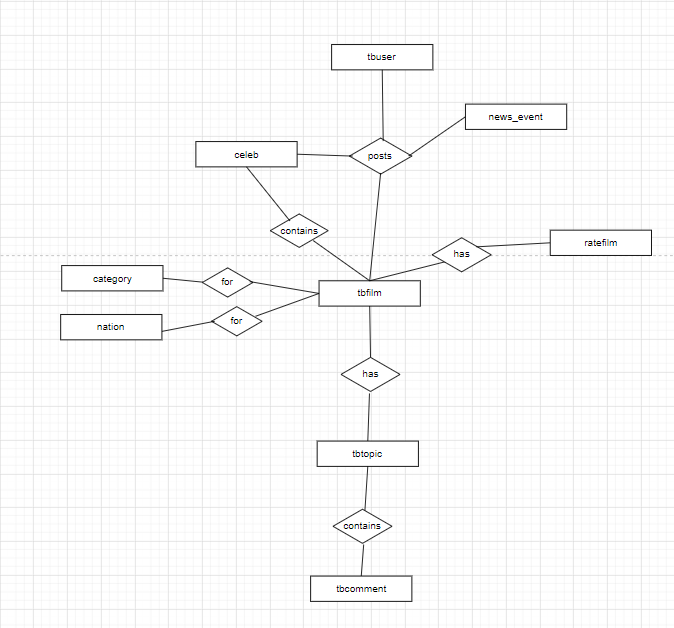 tbuser
news_event
celeb
posts
contains
ratefilm
has
category
for
tbfilm
nation
for
has
tbtopic
contains
tbcomment